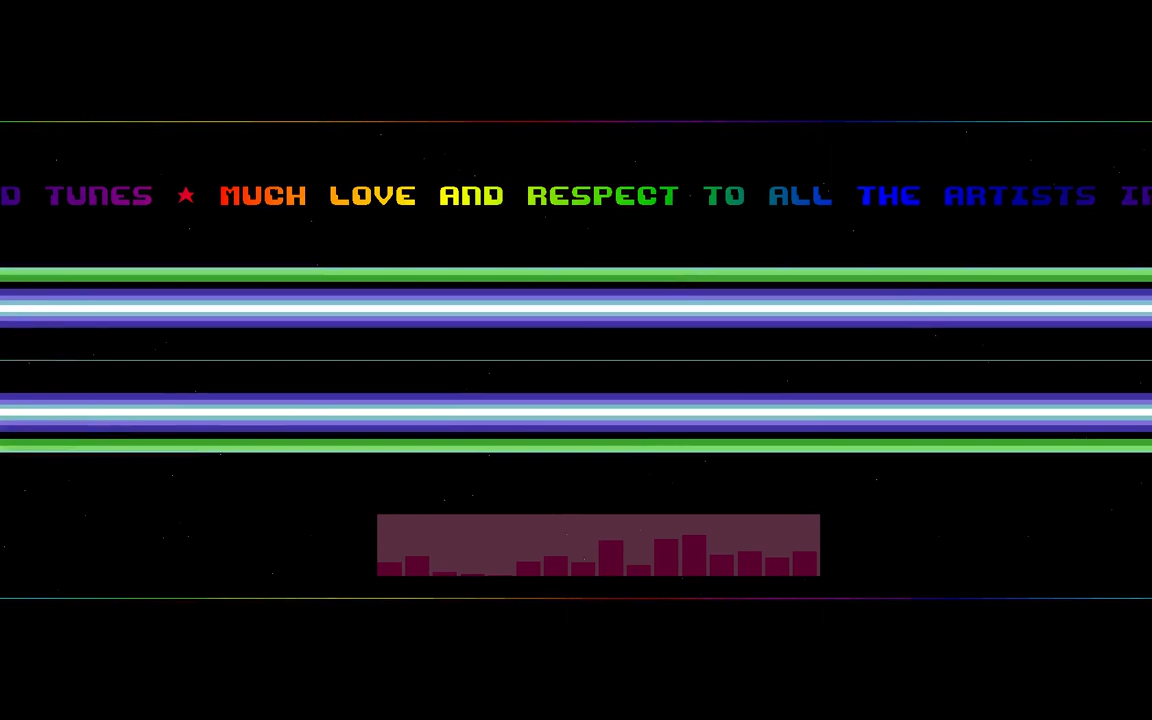 D TUNES ★ MUCH LOVE AND RESPECT TO ALL THE ARTISTS